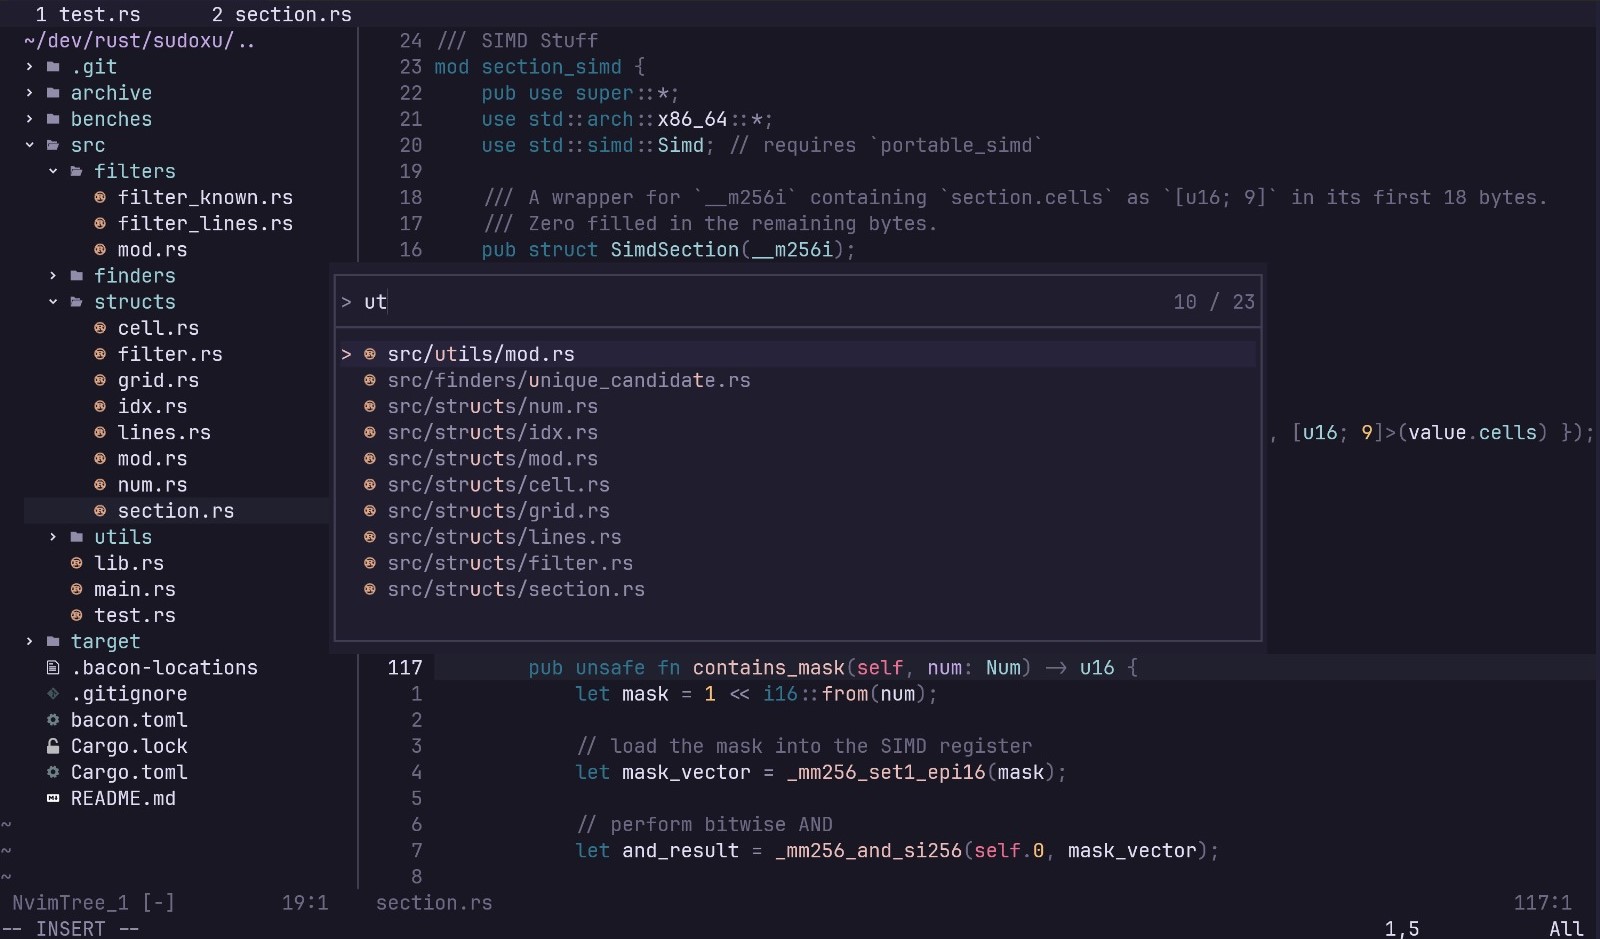 1 test.rs 2 section.rs
~/dev/rust/sudoxu/..
.git
archive
benches
src
filters
filter_known.rs
filter_lines.rs
mod.rs
finders
structs
cell.rs
filter.rs
grid.rs
idx.rs
lines.rs
mod.rs
num.rs
section.rs
utils
lib.rs
main.rs
test.rs
target
.bacon-locations
.gitignore
bacon.toml
Cargo.lock
Cargo.toml
README.md
~
~
~
24 /// SIMD Stuff
23 mod section_simd {
22     pub use super::*;
21     use std::arch::x86_64::*;
20     use std::simd::Simd; // requires `portable_simd`
19
18     /// A wrapper for `__m256i` containing `section.cells` as `[u16; 9]` in its first 18 bytes.
17     /// Zero filled in the remaining bytes.
16     pub struct SimdSection(__m256i);
> ut 10 / 23
> src/utils/mod.rs
src/finders/unique_candidate.rs
src/structs/num.rs
src/structs/idx.rs
, [u16; 9]>(value.cells) });
src/structs/mod.rs
src/structs/cell.rs
src/structs/grid.rs
src/structs/lines.rs
src/structs/filter.rs
src/structs/section.rs
117         pub unsafe fn contains_mask(self, num: Num) -> u16 {
1             let mask = 1 << i16::from(num);
2
3             // load the mask into the SIMD register
4             let mask_vector = _mm256_set1_epi16(mask);
5
6             // perform bitwise AND
7             let and_result = _mm256_and_si256(self.0, mask_vector);
8
NvimTree_1 [-] 19:1 section.rs 117:1
-- INSERT -- 1,5 All